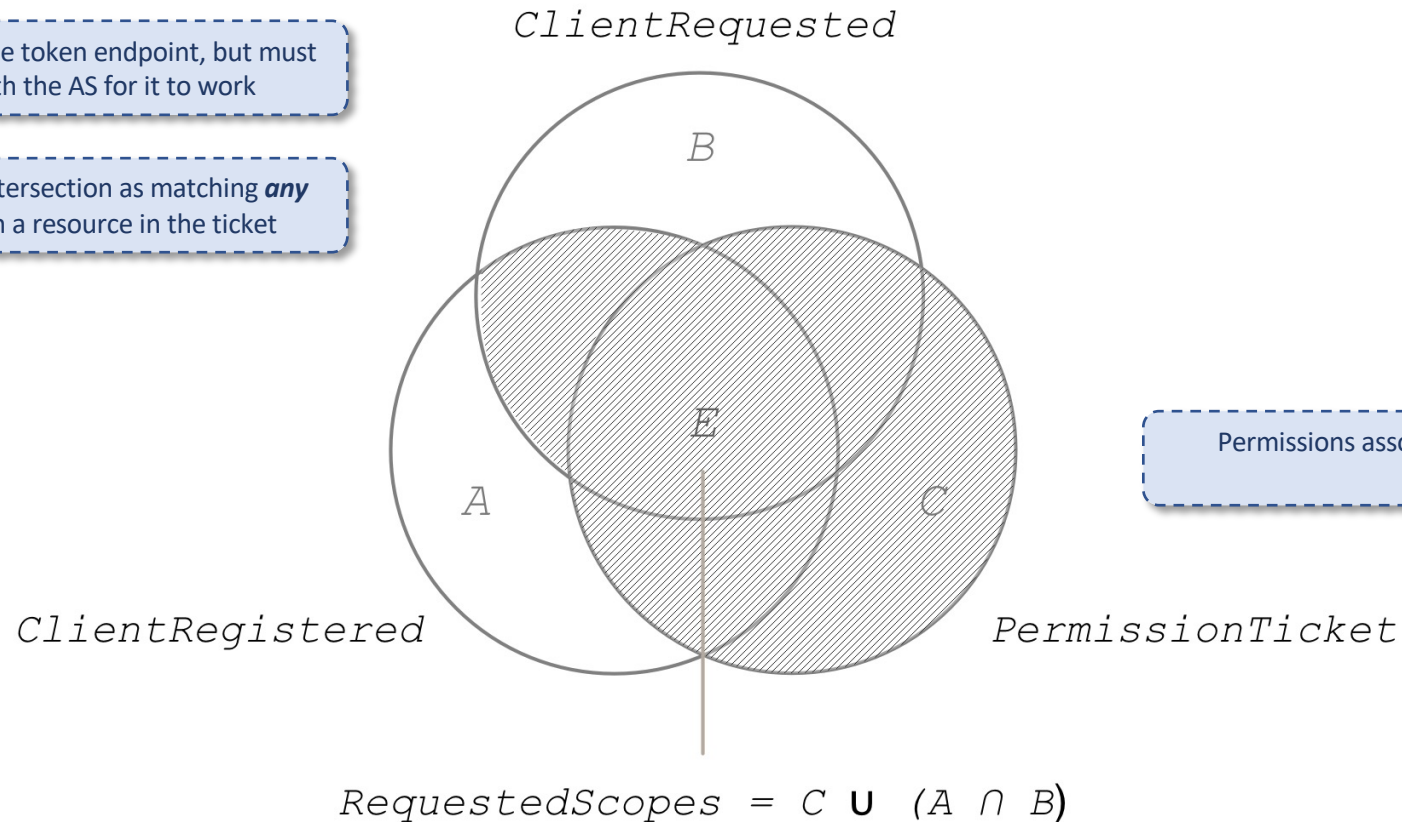 ClientRequested
e token endpoint, but must
th the AS for it to work
B
tersection as matching any
n a resource in the ticket
E
Permissions asso
A
C
ClientRegistered
PermissionTicket
RequestedScopes = C ∪ (A ∩ B)